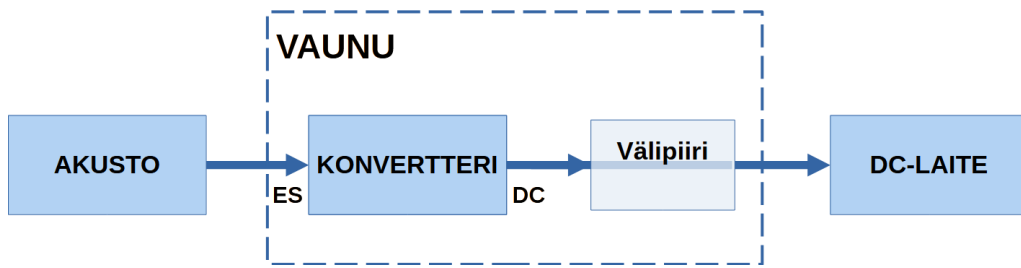 VAUNU
AKUSTO
ES
KONVERTTERI
DC
Välipiiri
DC-LAITE